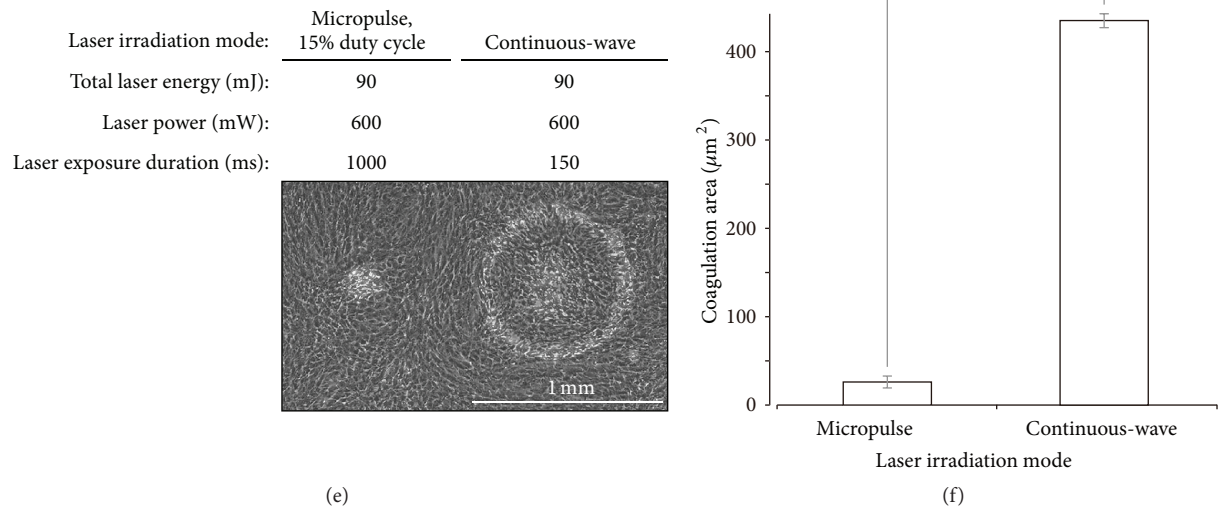 Laser irradiation mode: Micropulse, 15% duty cycle Continuous-wave
Total laser energy (mJ): 90 90
Laser power (mW): 600 600
Laser exposure duration (ms): 1000 150
1 mm
(e)
Coagulation area (μm²)
400
300
200
100
0
Micropulse Continuous-wave
Laser irradiation mode
(f)